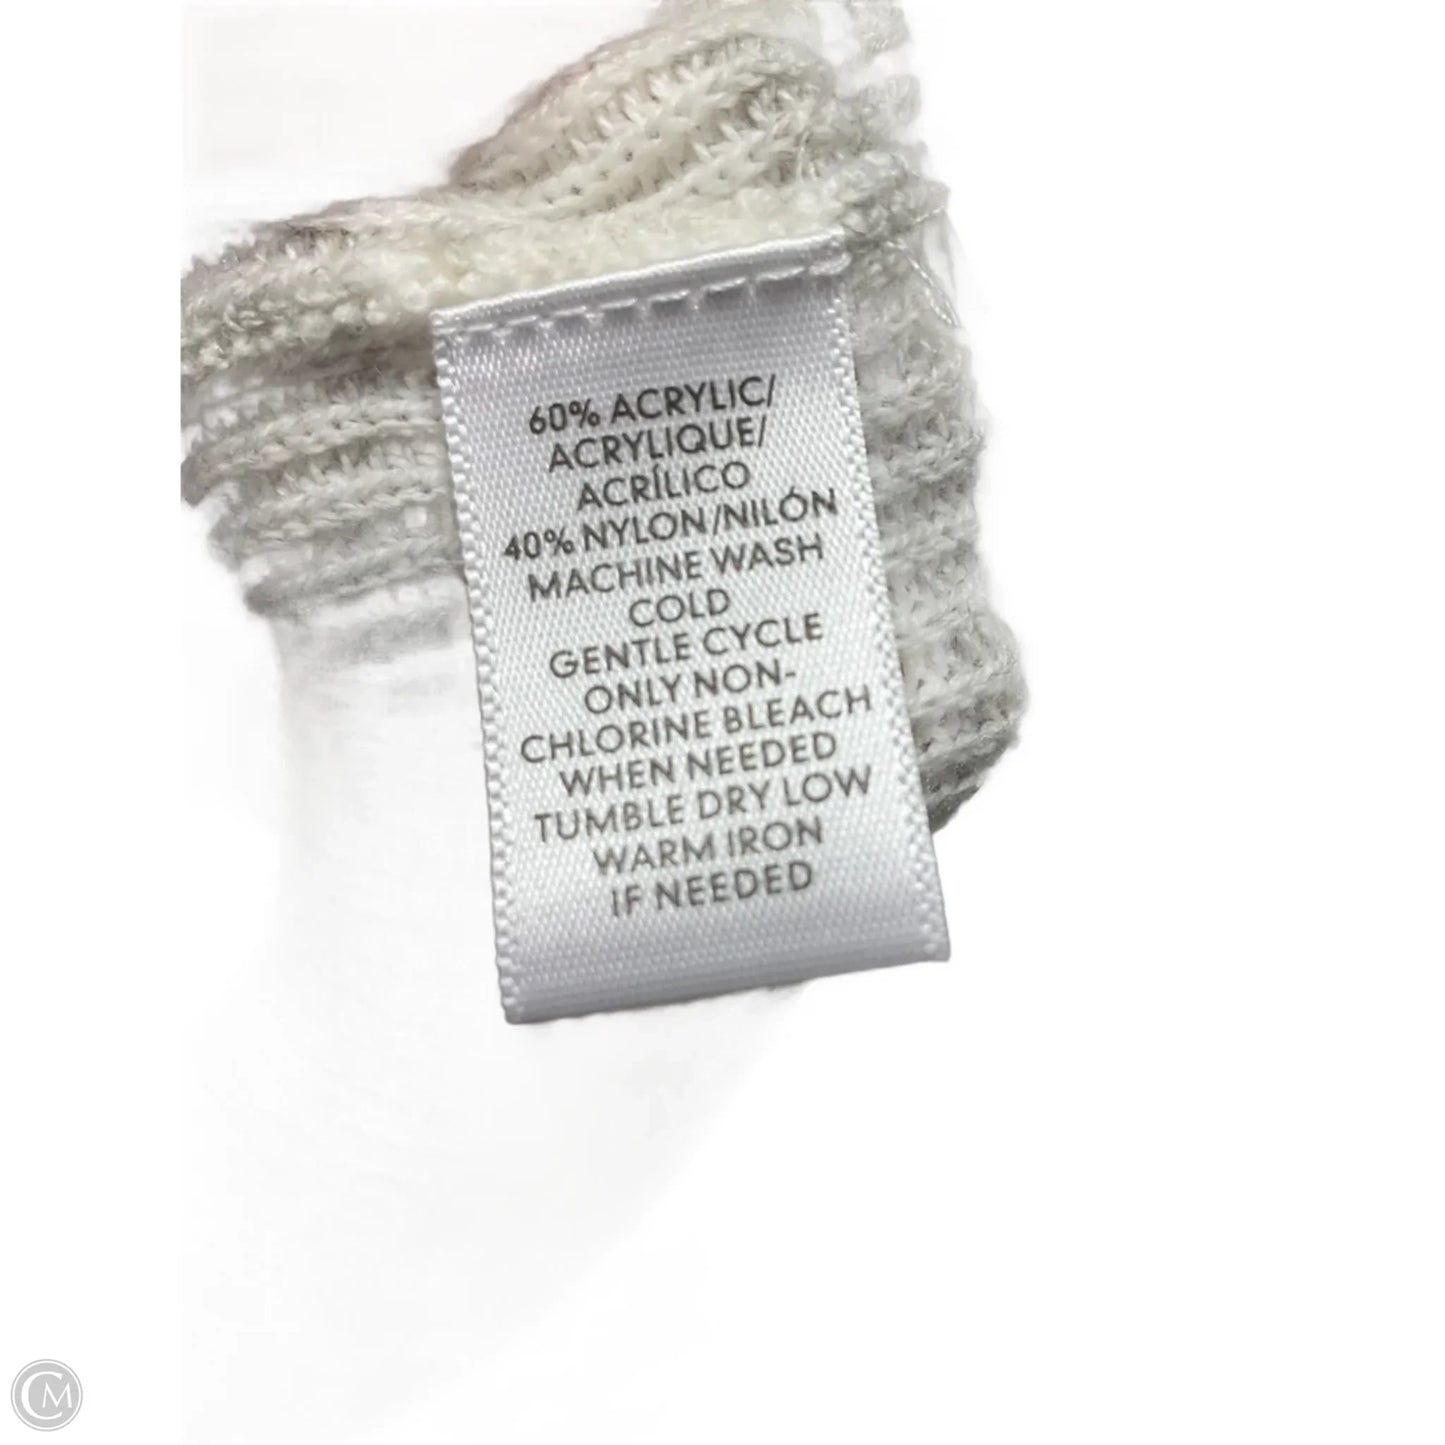 60% ACRYLIC/
ACRYLIQUE/
ACRÍLICO
40% NYLON/NILÓN
MACHINE WASH
COLD
GENTLE CYCLE
ONLY NON-
CHLORINE BLEACH
WHEN NEEDED
TUMBLE DRY LOW
WARM IRON
IF NEEDED
CM